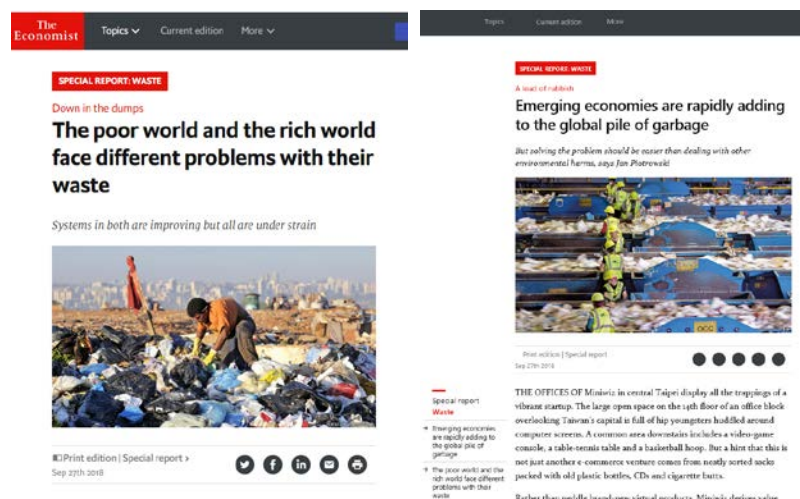 The
Economist
Topics
Current edition
More
SPECIAL REPORT: WASTE
Down in the dumps
The poor world and the rich world
face different problems with their
waste
Systems in both are improving but all are under strain
Print edition | Special report ›
Sep 27th 2018
Topics
Current edition
More
SPECIAL REPORT: WASTE
A load of rubbish
Emerging economies are rapidly adding
to the global pile of garbage
But solving the problem should be easier than dealing with other
environmental harms, says Jan Piotrowski
Print edition | Special report
Sep 27th 2018
Special report
Waste
→ Emerging economies
are rapidly adding to
the global pile of
garbage
→ The poor world and the
rich world face different
problems with their
waste
THE OFFICES OF Miniwiz in central Taipei display all the trappings of a
vibrant startup. The large open space on the 14th floor of an office block
overlooking Taiwan's capital is full of hip youngsters huddled around
computer screens. A common area downstairs includes a video-game
console, a table-tennis table and a basketball hoop. But a hint that this is
not just another e-commerce venture comes from neatly sorted sacks
packed with old plastic bottles, CDs and cigarette butts.
Rather than peddle
virtual products, Miniwiz derives value